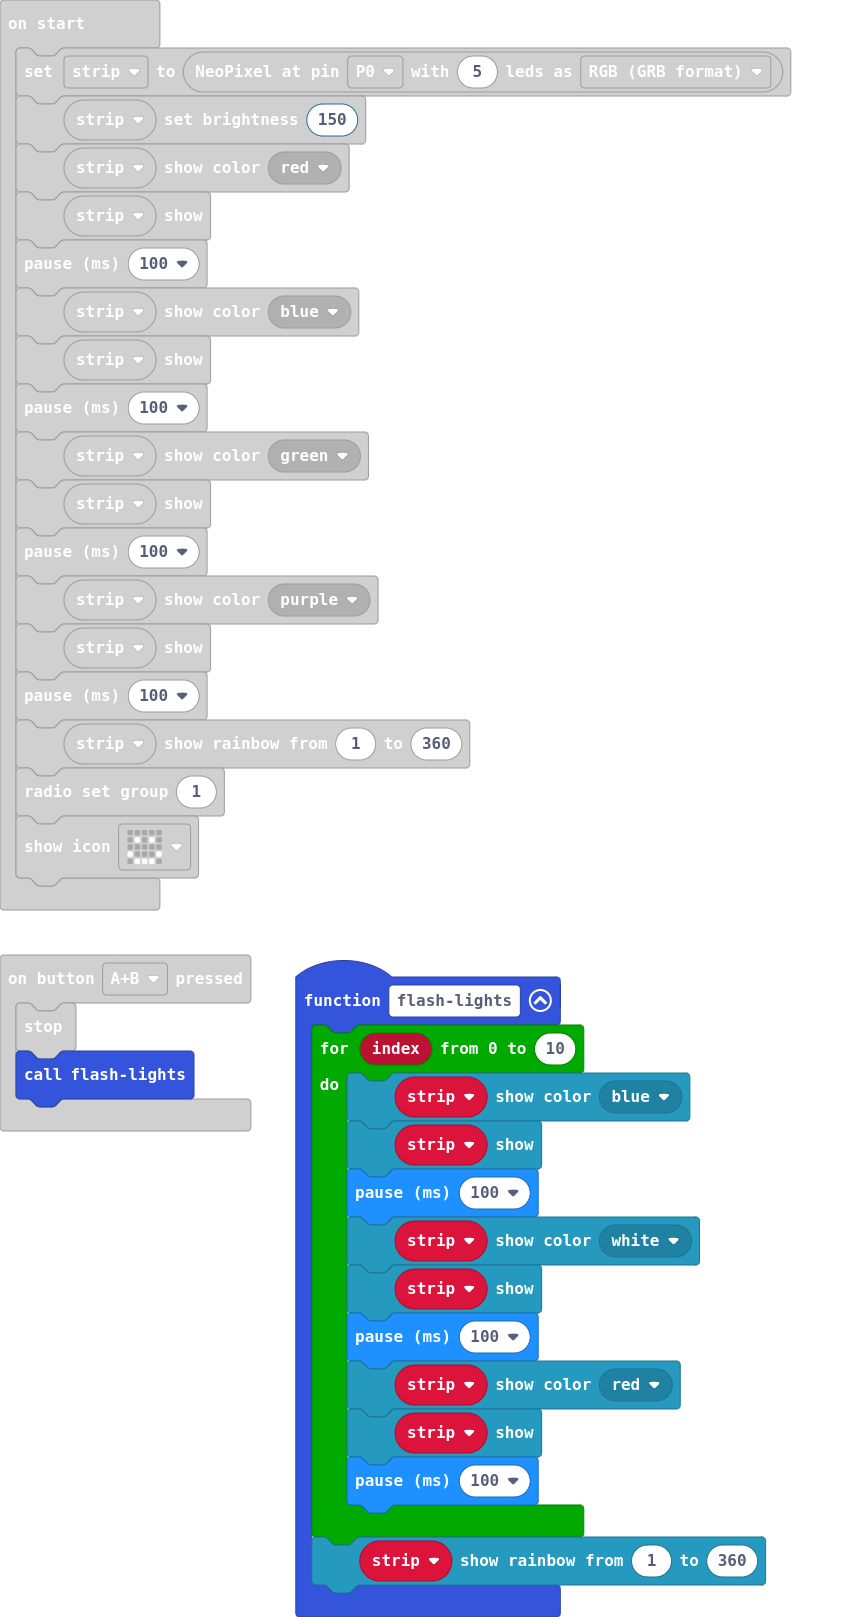 on start
set strip to NeoPixel at pin P0 with 5 leds as RGB (GRB format)
strip set brightness 150
strip show color red
strip show
pause (ms) 100
strip show color blue
strip show
pause (ms) 100
strip show color green
strip show
pause (ms) 100
strip show color purple
strip show
pause (ms) 100
strip show rainbow from 1 to 360
radio set group 1
show icon
on button A+B pressed
stop
call flash-lights
function flash-lights
for index from 0 to 10
do
strip show color blue
strip show
pause (ms) 100
strip show color white
strip show
pause (ms) 100
strip show color red
strip show
pause (ms) 100
strip show rainbow from 1 to 360